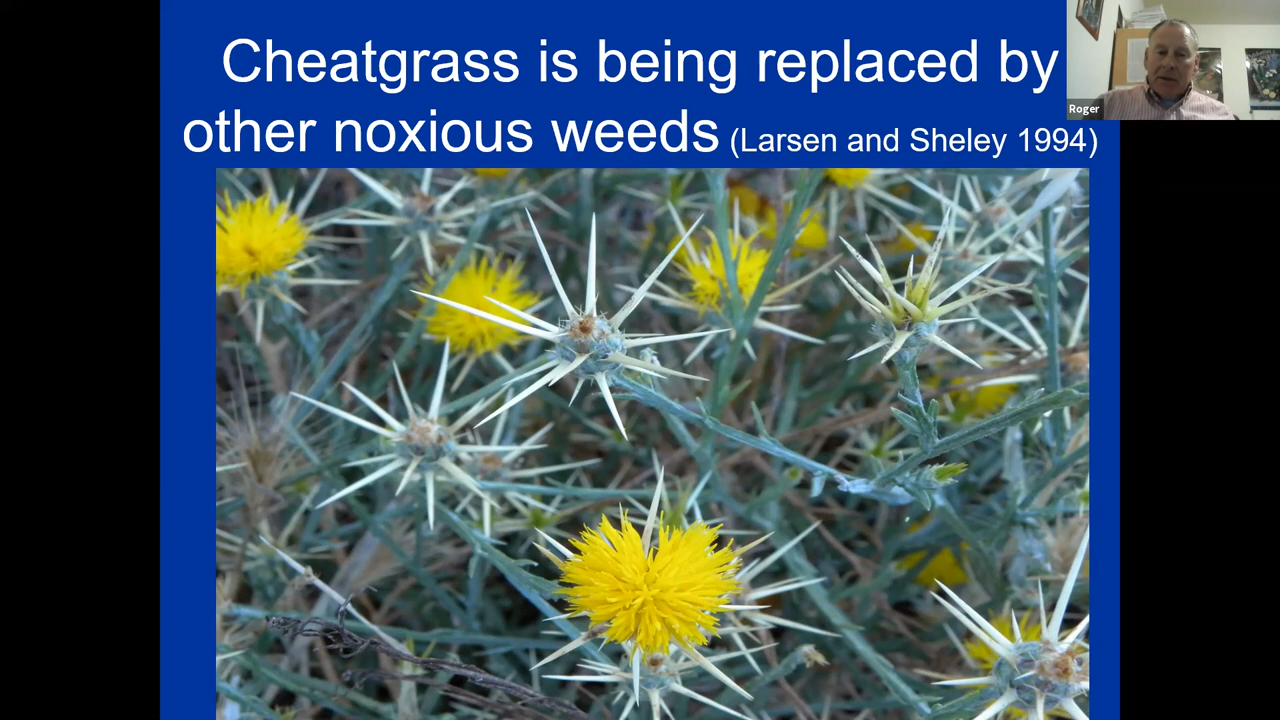 Cheatgrass is being replaced by
other noxious weeds (Larsen and Sheley 1994)
Roger